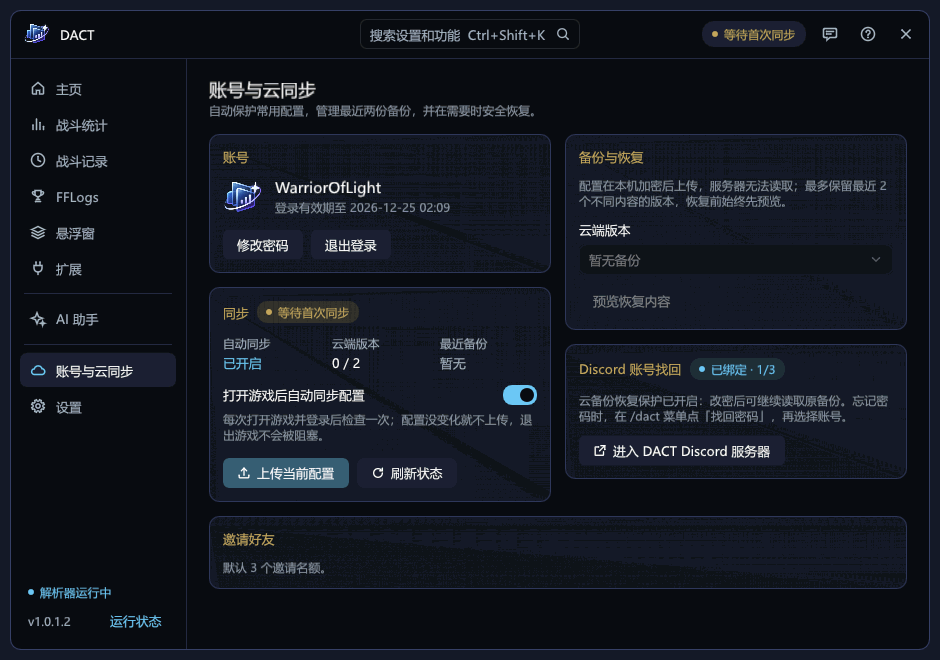 DACT
搜索设置和功能 Ctrl+Shift+K
等待首次同步
主页
战斗统计
战斗记录
FFLogs
悬浮窗
扩展
AI 助手
账号与云同步
设置
解析器运行中
v1.0.1.2 运行状态
账号与云同步
自动保护常用配置，管理最近两份备份，并在需要时安全恢复。
账号
WarriorOfLight
登录有效期至 2026-12-25 02:09
修改密码 退出登录
同步 等待首次同步
自动同步 云端版本 最近备份
已开启 0 / 2 暂无
打开游戏后自动同步配置
每次打开游戏并登录后检查一次；配置没变化就不上传，退
出游戏不会被阻塞。
上传当前配置 刷新状态
备份与恢复
配置在本机加密后上传，服务器无法读取；最多保留最近 2
个不同内容的版本，恢复前始终先预览。
云端版本
暂无备份
预览恢复内容
Discord 账号找回 已绑定 · 1/3
云备份恢复保护已开启：改密后可继续读取原备份。忘记密
码时，在 /dact 菜单点「找回密码」，再选择账号。
进入 DACT Discord 服务器
邀请好友
默认 3 个邀请名额。